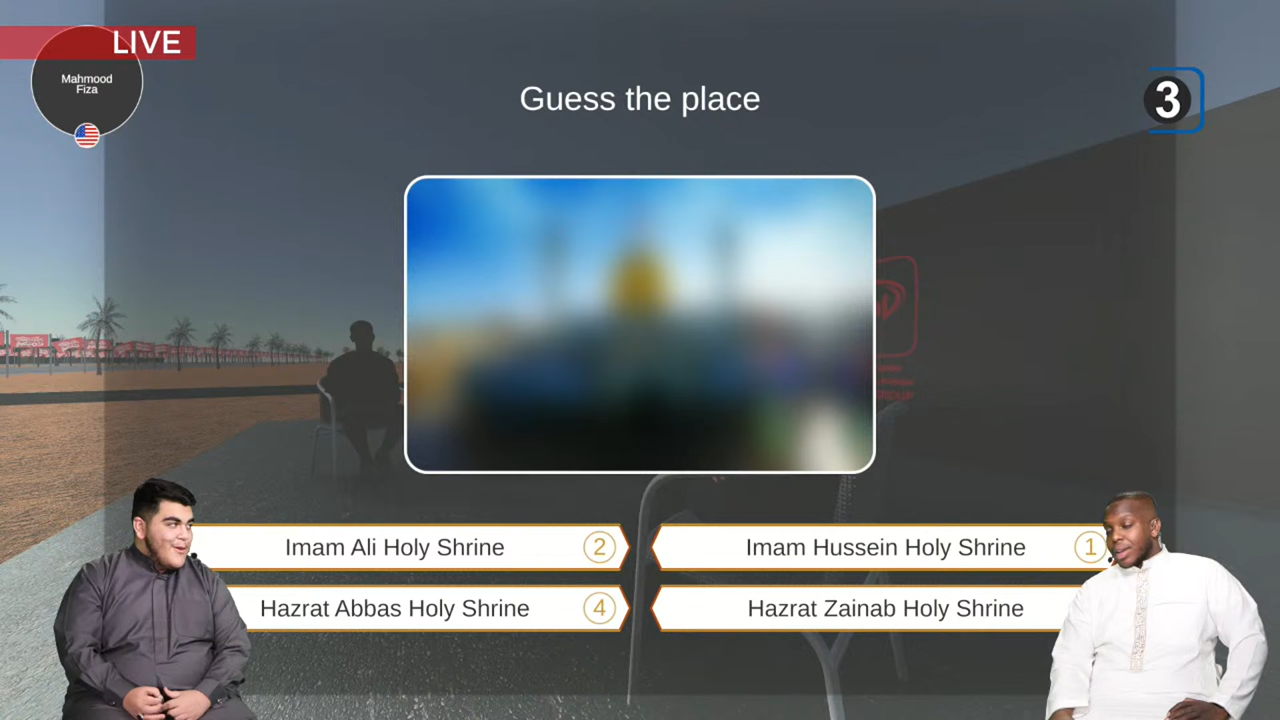 LIVE
Mahmood
Fiza
Guess the place
3
Imam Ali Holy Shrine 2
Imam Hussein Holy Shrine 1
Hazrat Abbas Holy Shrine 4
Hazrat Zainab Holy Shrine